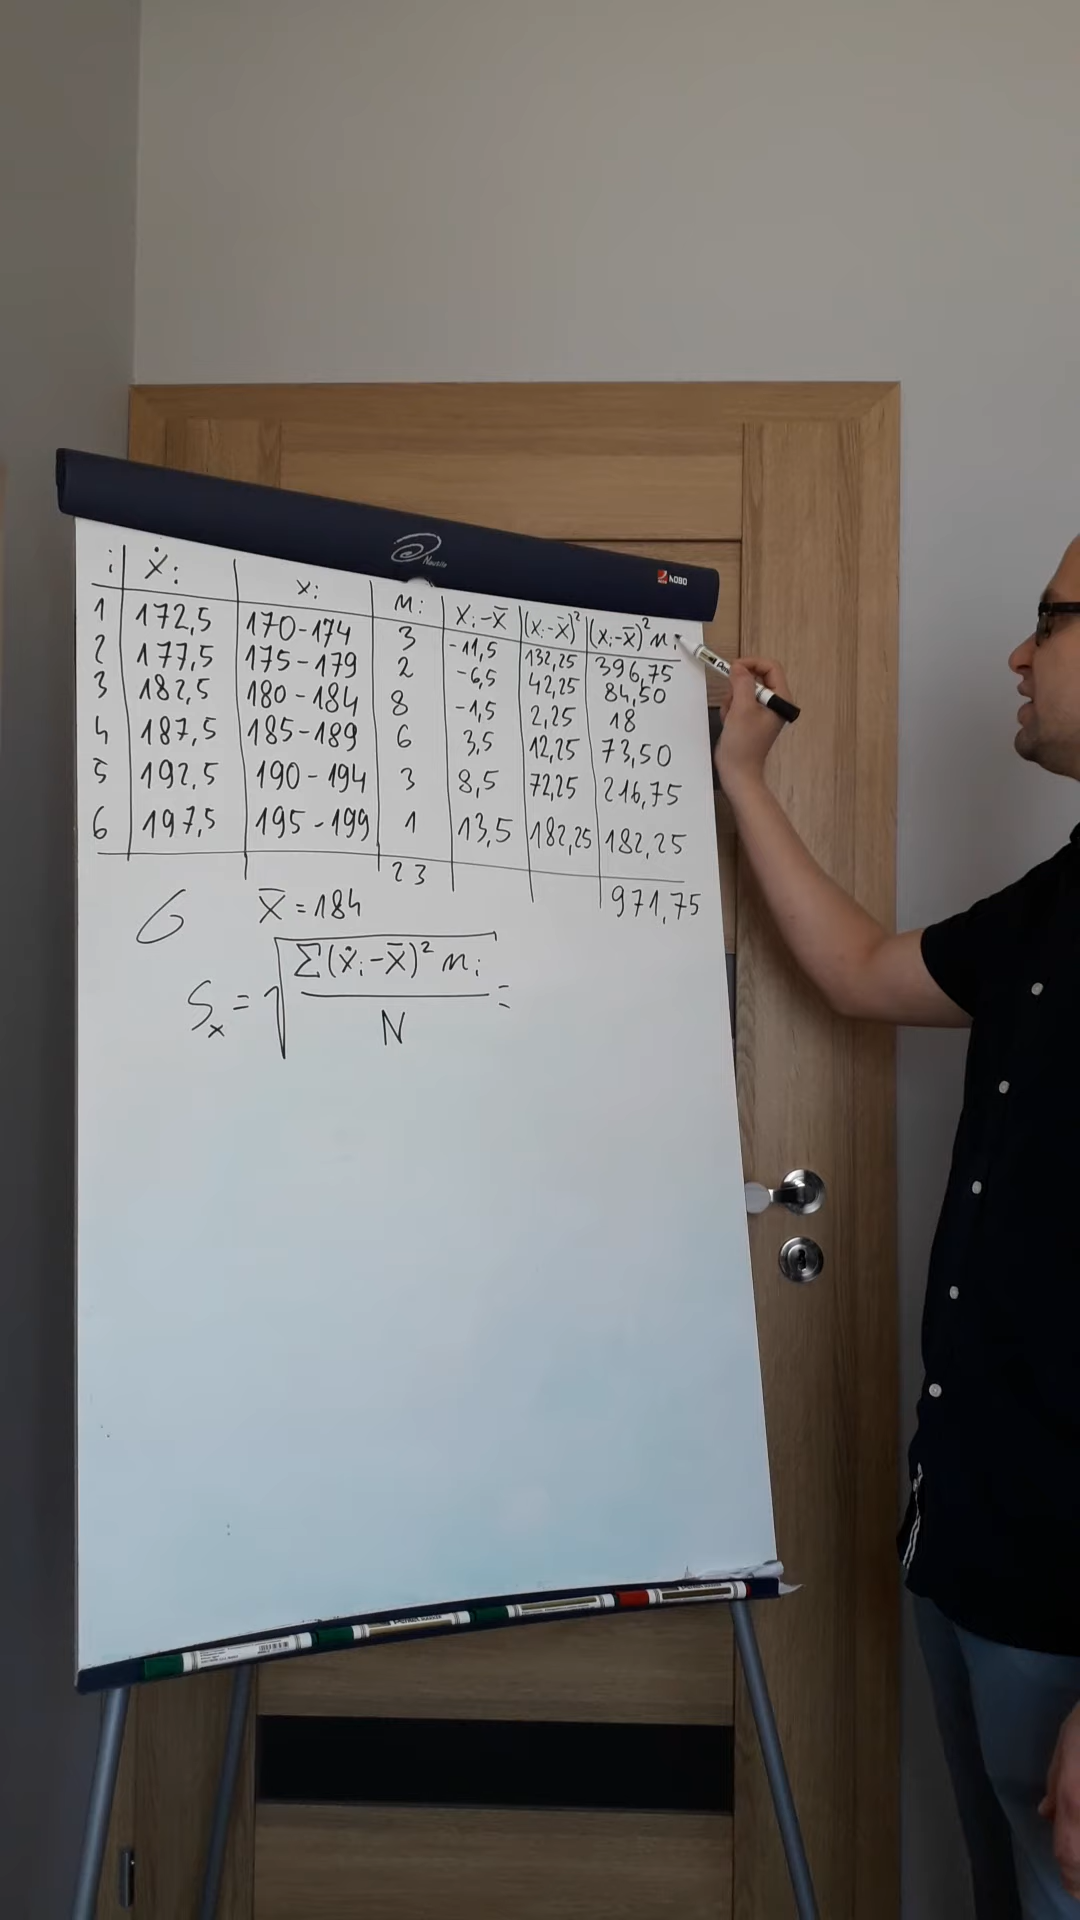 Nourilo
hobo
i ẋi xi ni xi-x̄ (xi-x̄)² (xi-x̄)²ni
1 172,5 170-174 3 -11,5 132,25 396,75
2 177,5 175-179 2 -6,5 42,25 84,50
3 182,5 180-184 8 -1,5 2,25 18
4 187,5 185-189 6 3,5 12,25 73,50
5 192,5 190-194 3 8,5 72,25 216,75
6 197,5 195-199 1 13,5 182,25 182,25
23 971,75
6 x̄=184
Sx = √(Σ(ẋi-x̄)² ni / N) =